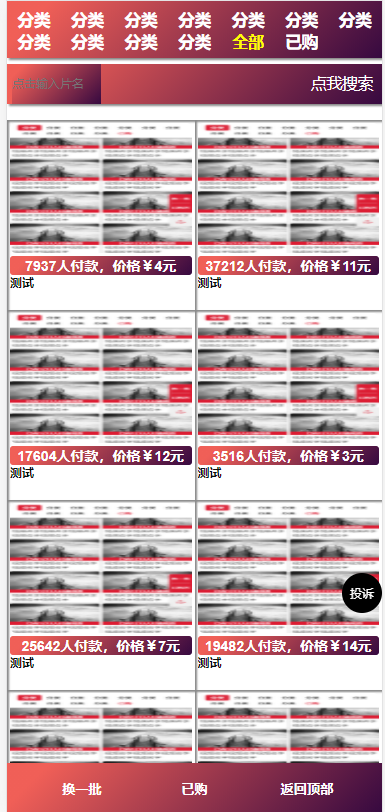 分类 分类 分类 分类 分类 分类 分类
分类 分类 分类 分类 全部 已购
点击输入片名 点我搜索
7937人付款，价格￥4元 37212人付款，价格￥11元
测试 测试
17604人付款，价格￥12元 3516人付款，价格￥3元
测试 测试
投诉
25642人付款，价格￥7元 19482人付款，价格￥14元
测试 测试
换一批 已购 返回顶部